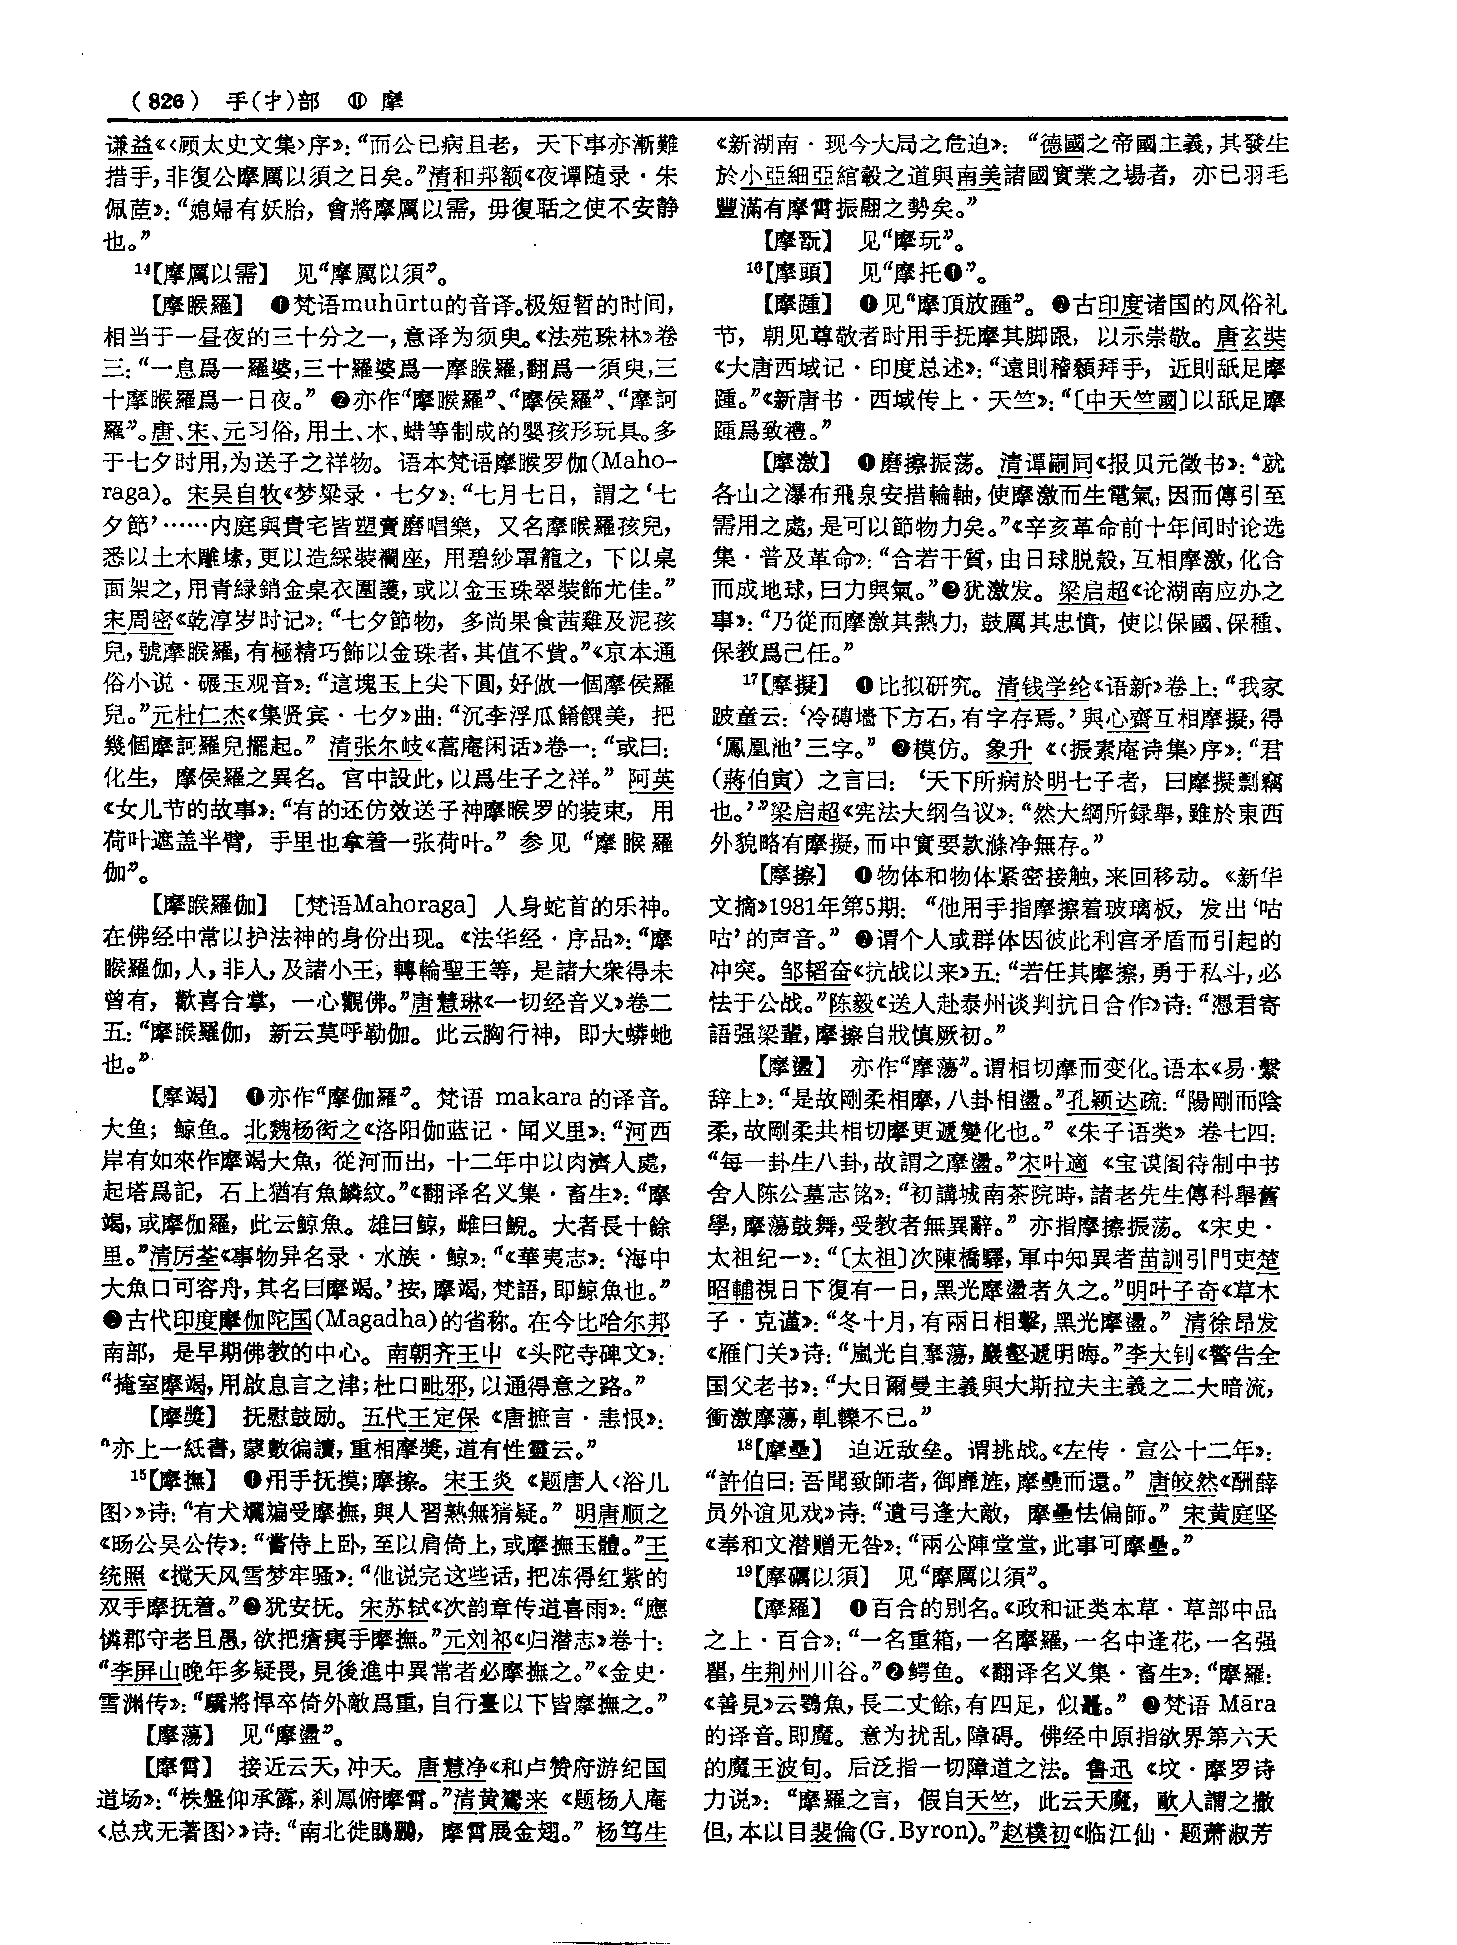 (826) 手(扌)部 ⑪ 摩
谦益《〈顾太史文集〉序》：“而公已病且老，天下事亦漸難
措手，非復公摩厲以須之日矣。”清和邦额《夜谭随录·朱
佩茝》：“媳婦有妖胎，會將摩厲以需，毋復聒之使不安静
也。”
14【摩厲以需】 见“摩厲以須”。
【摩睺羅】 ❶梵语muhūrtu的音译。极短暂的时间，
相当于一昼夜的三十分之一，意译为须臾。《法苑珠林》卷
三：“一息爲一羅婆，三十羅婆爲一摩睺羅，翻爲一須臾，三
十摩睺羅爲一日夜。” ❷亦作“摩睺羅”、“摩侯羅”、“摩訶
羅”。唐、宋、元习俗，用土、木、蜡等制成的婴孩形玩具。多
于七夕时用，为送子之祥物。 语本梵语摩睺罗伽(Maho-
raga)。宋吴自牧《梦粱录·七夕》：“七月七日，謂之‘七
夕節’……内庭與貴宅皆塑賣磨喝樂，又名摩睺羅孩兒，
悉以土木雕塑，更以造綵裝襴座，用碧紗罩籠之，下以桌
面架之，用青緑銷金桌衣圍護，或以金玉珠翠裝飾尤佳。”
宋周密《乾淳岁时记》：“七夕節物，多尚果食茜雞及泥孩
兒，號摩睺羅，有極精巧飾以金珠者，其值不貲。”《京本通
俗小说·碾玉观音》：“這塊玉上尖下圓，好做一個摩侯羅
兒。”元杜仁杰《集贤宾·七夕》曲：“沉李浮瓜餚饌美，把
幾個摩訶羅兒擺起。” 清张尔岐《蒿庵闲话》卷一：“或曰：
化生，摩侯羅之異名。宫中設此，以爲生子之祥。” 阿英
《女儿节的故事》：“有的还仿效送子神摩睺罗的装束，用
荷叶遮盖半臂，手里也拿着一张荷叶。” 参见“摩睺羅
伽”。
【摩睺羅伽】 [梵语Mahoraga] 人身蛇首的乐神。
在佛经中常以护法神的身份出现。《法华经·序品》：“摩
睺羅伽，人，非人，及諸小王，轉輪聖王等，是諸大衆得未
曾有，歡喜合掌，一心觀佛。”唐慧琳《一切经音义》卷二
五：“摩睺羅伽，新云莫呼勒伽。此云胸行神，即大蟒虵
也。”
【摩竭】 ❶亦作“摩伽羅”。梵语 makara 的译音。
大鱼；鲸鱼。北魏杨衒之《洛阳伽蓝记·闻义里》：“河西
岸有如來作摩竭大魚，從河而出，十二年中以肉濟人處，
起塔爲記，石上猶有魚鱗紋。”《翻译名义集·畜生》：“摩
竭，或摩伽羅，此云鯨魚。雄曰鯨，雌曰鯢。大者長十餘
里。”清厉荃《事物异名录·水族·鲸》：“《華夷志》：‘海中
大魚口可容舟，其名曰摩竭。’按，摩竭，梵語，即鯨魚也。”
❷古代印度摩伽陀国(Magadha)的省称。在今比哈尔邦
南部，是早期佛教的中心。南朝齐王屮《头陀寺碑文》：
“掩室摩竭，用啟息言之津；杜口毗邪，以通得意之路。”
【摩奬】 抚慰鼓励。五代王定保《唐摭言·恚恨》：
“亦上一紙書，蒙數徧讀，重相摩奬，道有性靈云。”
15【摩撫】 ❶用手抚摸；摩擦。宋王炎《题唐人〈浴儿
图〉》诗：“有犬斕斒受摩撫，與人習熟無猜疑。” 明唐顺之
《旸公吴公传》：“嘗侍上卧，至以肩倚上，或摩撫玉體。”王
统照《搅天风雪梦牢骚》：“他说完这些话，把冻得红紫的
双手摩抚着。”❷犹安抚。宋苏轼《次韵章传道喜雨》：“應
憐郡守老且愚，欲把瘡痍手摩撫。”元刘祁《归潜志》卷十：
“李屏山晚年多疑畏，見後進中異常者必摩撫之。”《金史·
雪渊传》：“驕將悍卒倚外敵爲重，自行臺以下皆摩撫之。”
【摩蕩】 见“摩盪”。
【摩霄】 接近云天，冲天。唐慧净《和卢赞府游纪国
道场》：“株盤仰承露，刹鳳俯摩霄。”清黄鷟来《题杨人庵
〈总戎无著图〉》诗：“南北徙鵾鵬，摩霄展金翅。” 杨笃生
《新湖南·现今大局之危迫》：“德國之帝國主義，其發生
於小亞細亞綰轂之道與南美諸國實業之場者，亦已羽毛
豐滿有摩霄振翮之勢矣。”
【摩翫】 见“摩玩”。
16【摩頭】 见“摩托❶”。
【摩踵】 ❶见“摩頂放踵”。❷古印度诸国的风俗礼
节，朝见尊敬者时用手抚摩其脚跟，以示崇敬。唐玄奘
《大唐西域记·印度总述》：“遠則稽顙拜手，近則舐足摩
踵。”《新唐书·西域传上·天竺》：“〔中天竺國〕以舐足摩
踵爲致禮。”
【摩激】 ❶磨擦振荡。清谭嗣同《报贝元徵书》：“就
各山之瀑布飛泉安措輪軸，使摩激而生電氣，因而傳引至
需用之處，是可以節物力矣。”《辛亥革命前十年间时论选
集·普及革命》：“合若干質，由日球脱殻，互相摩激，化合
而成地球，曰力與氣。”❷犹激发。梁启超《论湖南应办之
事》：“乃從而摩激其熱力，鼓厲其忠憤，使以保國、保種、
保教爲己任。”
17【摩擬】 ❶比拟研究。清钱学纶《语新》卷上：“我家
跛童云：‘冷磚墻下方石，有字存焉。’與心齋互相摩擬，得
‘鳳凰池’三字。” ❷模仿。象升《〈振素庵诗集〉序》：“君
(蔣伯寅) 之言曰：‘天下所病於明七子者，曰摩擬剽竊
也。’”梁启超《宪法大纲刍议》：“然大綱所録舉，雖於東西
外貌略有摩擬，而中實要款滌净無存。”
【摩擦】 ❶物体和物体紧密接触，来回移动。《新华
文摘》1981年第5期：“他用手指摩擦着玻璃板，发出‘咕
咕’的声音。” ❷谓个人或群体因彼此利害矛盾而引起的
冲突。邹韬奋《抗战以来》五：“若任其摩擦，勇于私斗，必
怯于公战。”陈毅《送人赴泰州谈判抗日合作》诗：“憑君寄
語强梁輩，摩擦自戕慎厥初。”
【摩盪】 亦作“摩蕩”。谓相切摩而变化。语本《易·繫
辞上》：“是故剛柔相摩，八卦相盪。”孔颖达疏：“陽剛而陰
柔，故剛柔共相切摩更遞變化也。”《朱子语类》卷七四：
“每一卦生八卦，故謂之摩盪。”宋叶適《宝谟阁待制中书
舍人陈公墓志铭》：“初講城南茶院時，諸老先生傳科舉舊
學，摩蕩鼓舞，受教者無異辭。” 亦指摩擦振荡。《宋史·
太祖纪一》：“〔太祖〕次陳橋驛，軍中知異者苗訓引門吏楚
昭輔視日下復有一日，黑光摩盪者久之。”明叶子奇《草木
子·克谨》：“冬十月，有兩日相擊，黑光摩盪。” 清徐昂发
《雁门关》诗：“嵐光自摩蕩，巖壑遞明晦。”李大钊《警告全
国父老书》：“大日爾曼主義與大斯拉夫主義之二大暗流，
衝激摩蕩，軋轢不已。”
18【摩壘】 迫近敌垒。谓挑战。《左传·宣公十二年》：
“許伯曰：吾聞致師者，御靡旌，摩壘而還。” 唐皎然《酬薛
员外谊见戏》诗：“遺弓逢大敵，摩壘怯偏師。” 宋黄庭坚
《奉和文潜赠无咎》：“兩公陣堂堂，此事可摩壘。”
19【摩礪以須】 见“摩厲以須”。
【摩羅】 ❶百合的别名。《政和证类本草·草部中品
之上·百合》：“一名重箱，一名摩羅，一名中逢花，一名强
瞿，生荆州川谷。”❷鳄鱼。《翻译名义集·畜生》：“摩羅：
《善見》云鶚魚，長二丈餘，有四足，似鼉。” ❸梵语 Māra
的译音。即魔。意为扰乱，障碍。佛经中原指欲界第六天
的魔王波旬。后泛指一切障道之法。鲁迅《坟·摩罗诗
力说》：“摩羅之言，假自天竺，此云天魔，歐人謂之撒
但，本以目裴倫(G.Byron)。”赵樸初《临江仙·题萧淑芳